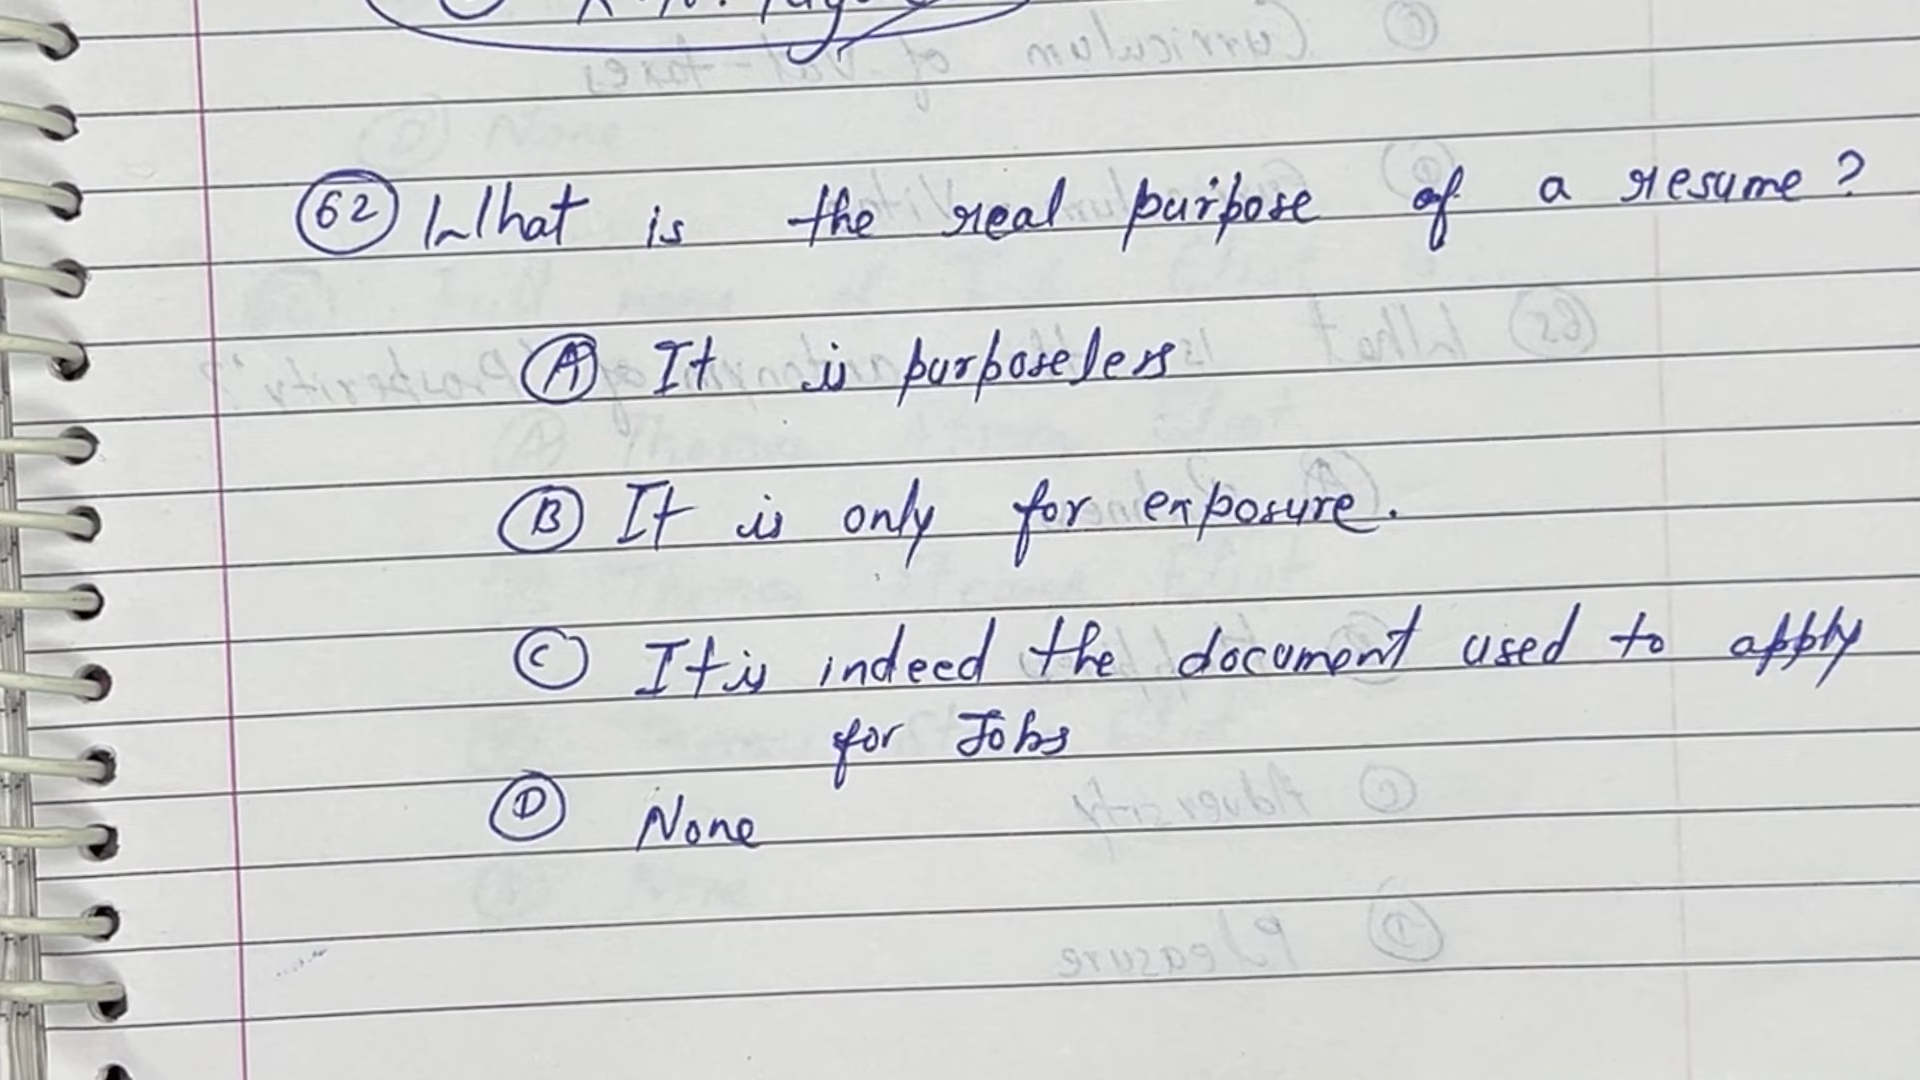 62 What is the real purpose of a resume?
A It is purposeless
B It is only for exposure.
C It is indeed the document used to apply
for Jobs
D None